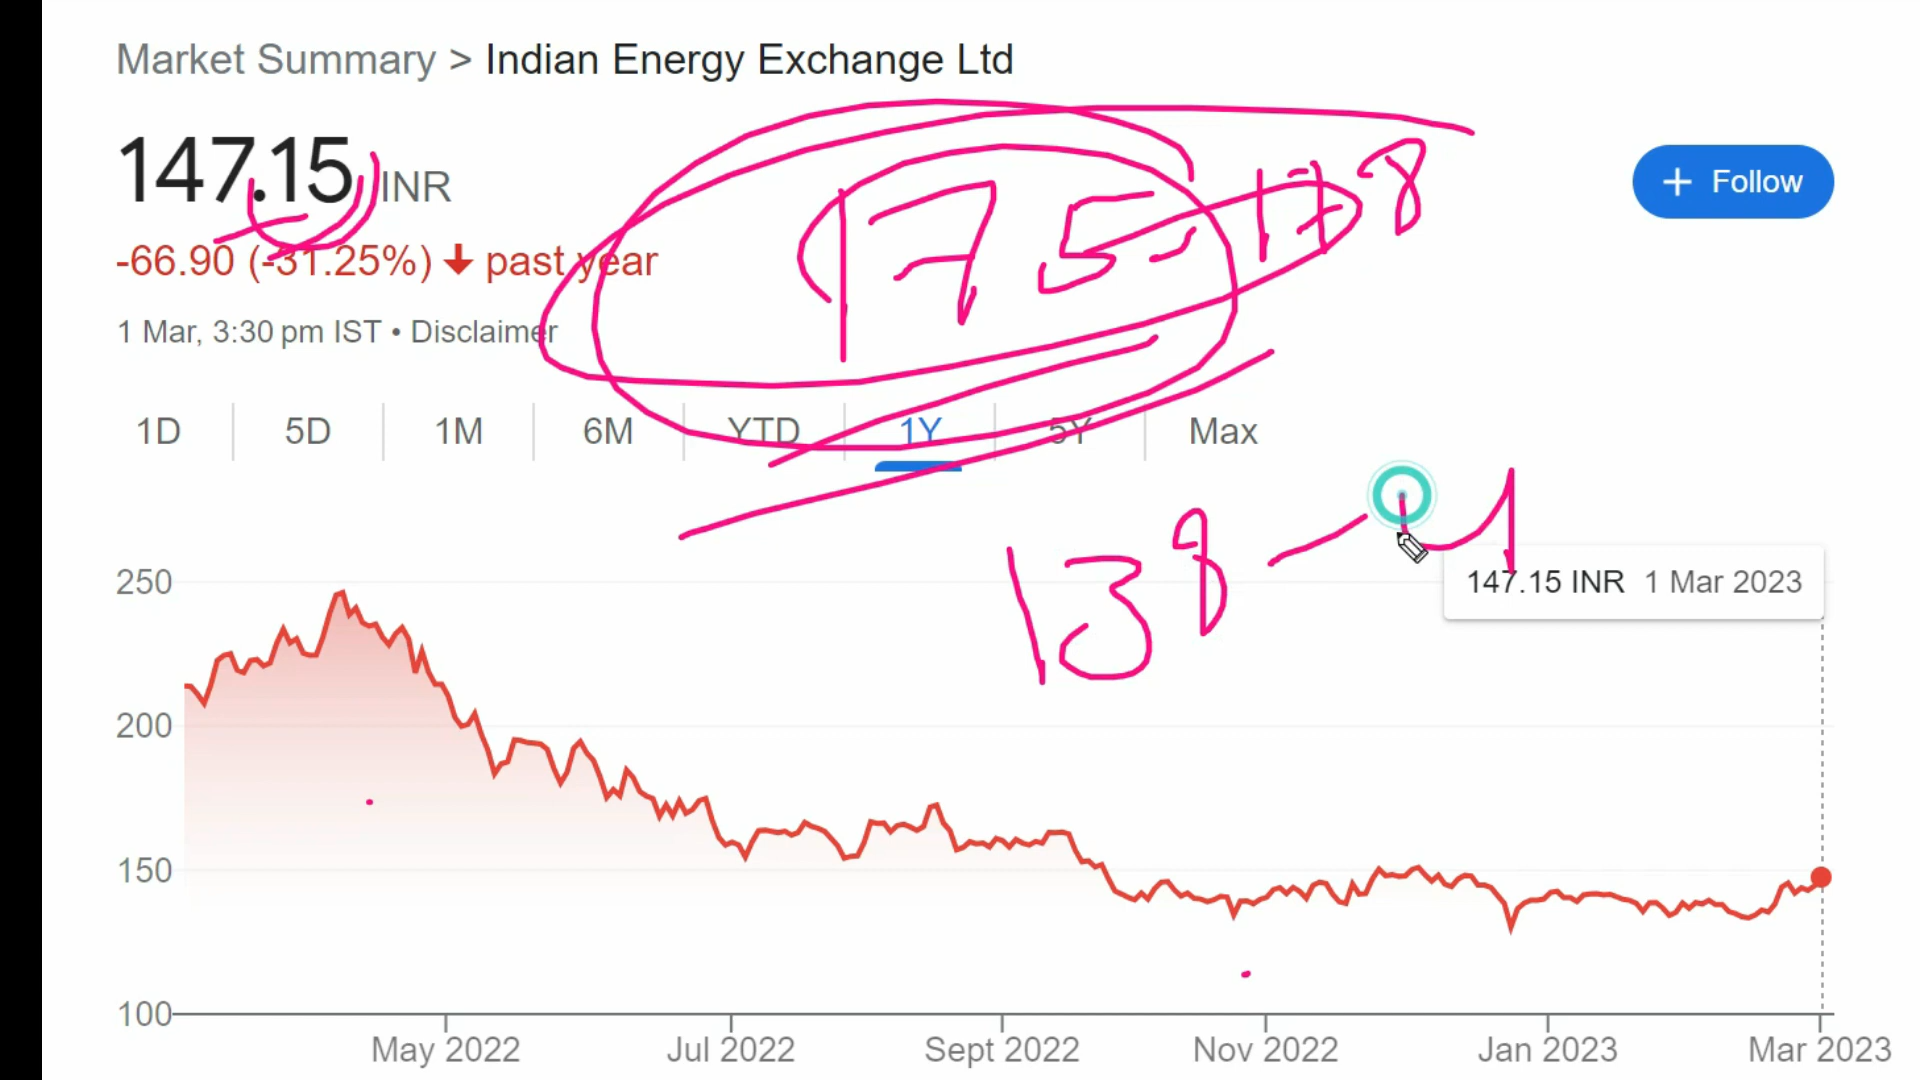 Market Summary > Indian Energy Exchange Ltd
147.15 INR
+ Follow
175
-66.90 (-31.25%) past year
1 Mar, 3:30 pm IST • Disclaimer
1D 5D 1M 6M YTD 1Y 5Y Max
138
147.15 INR 1 Mar 2023
250
200
150
100
May 2022 Jul 2022 Sept 2022 Nov 2022 Jan 2023 Mar 2023